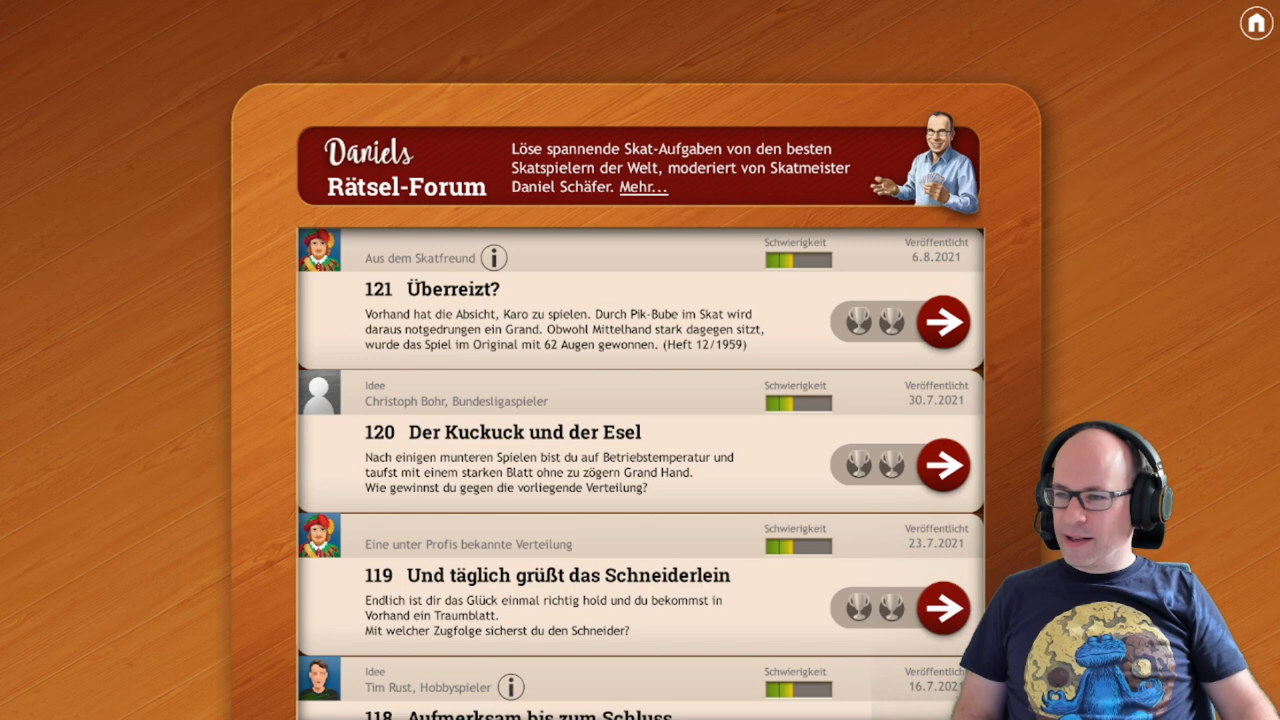 Daniels
Rätsel-Forum
Löse spannende Skat-Aufgaben von den besten
Skatspielern der Welt, moderiert von Skatmeister
Daniel Schäfer. Mehr...
Aus dem Skatfreund
Schwierigkeit
Veröffentlicht
6.8.2021
121 Überreizt?
Vorhand hat die Absicht, Karo zu spielen. Durch Pik-Bube im Skat wird
daraus notgedrungen ein Grand. Obwohl Mittelhand stark dagegen sitzt,
wurde das Spiel im Original mit 62 Augen gewonnen. (Heft 12/1959)
Idee
Christoph Bohr, Bundesligaspieler
Schwierigkeit
Veröffentlicht
30.7.2021
120 Der Kuckuck und der Esel
Nach einigen munteren Spielen bist du auf Betriebstemperatur und
taufst mit einem starken Blatt ohne zu zögern Grand Hand.
Wie gewinnst du gegen die vorliegende Verteilung?
Eine unter Profis bekannte Verteilung
Schwierigkeit
Veröffentlicht
23.7.2021
119 Und täglich grüßt das Schneiderlein
Endlich ist dir das Glück einmal richtig hold und du bekommst in
Vorhand ein Traumblatt.
Mit welcher Zugfolge sicherst du den Schneider?
Idee
Tim Rust, Hobbyspieler
Schwierigkeit
Veröffentlicht
16.7.2021
118 Aufmerksam bis zum Schluss